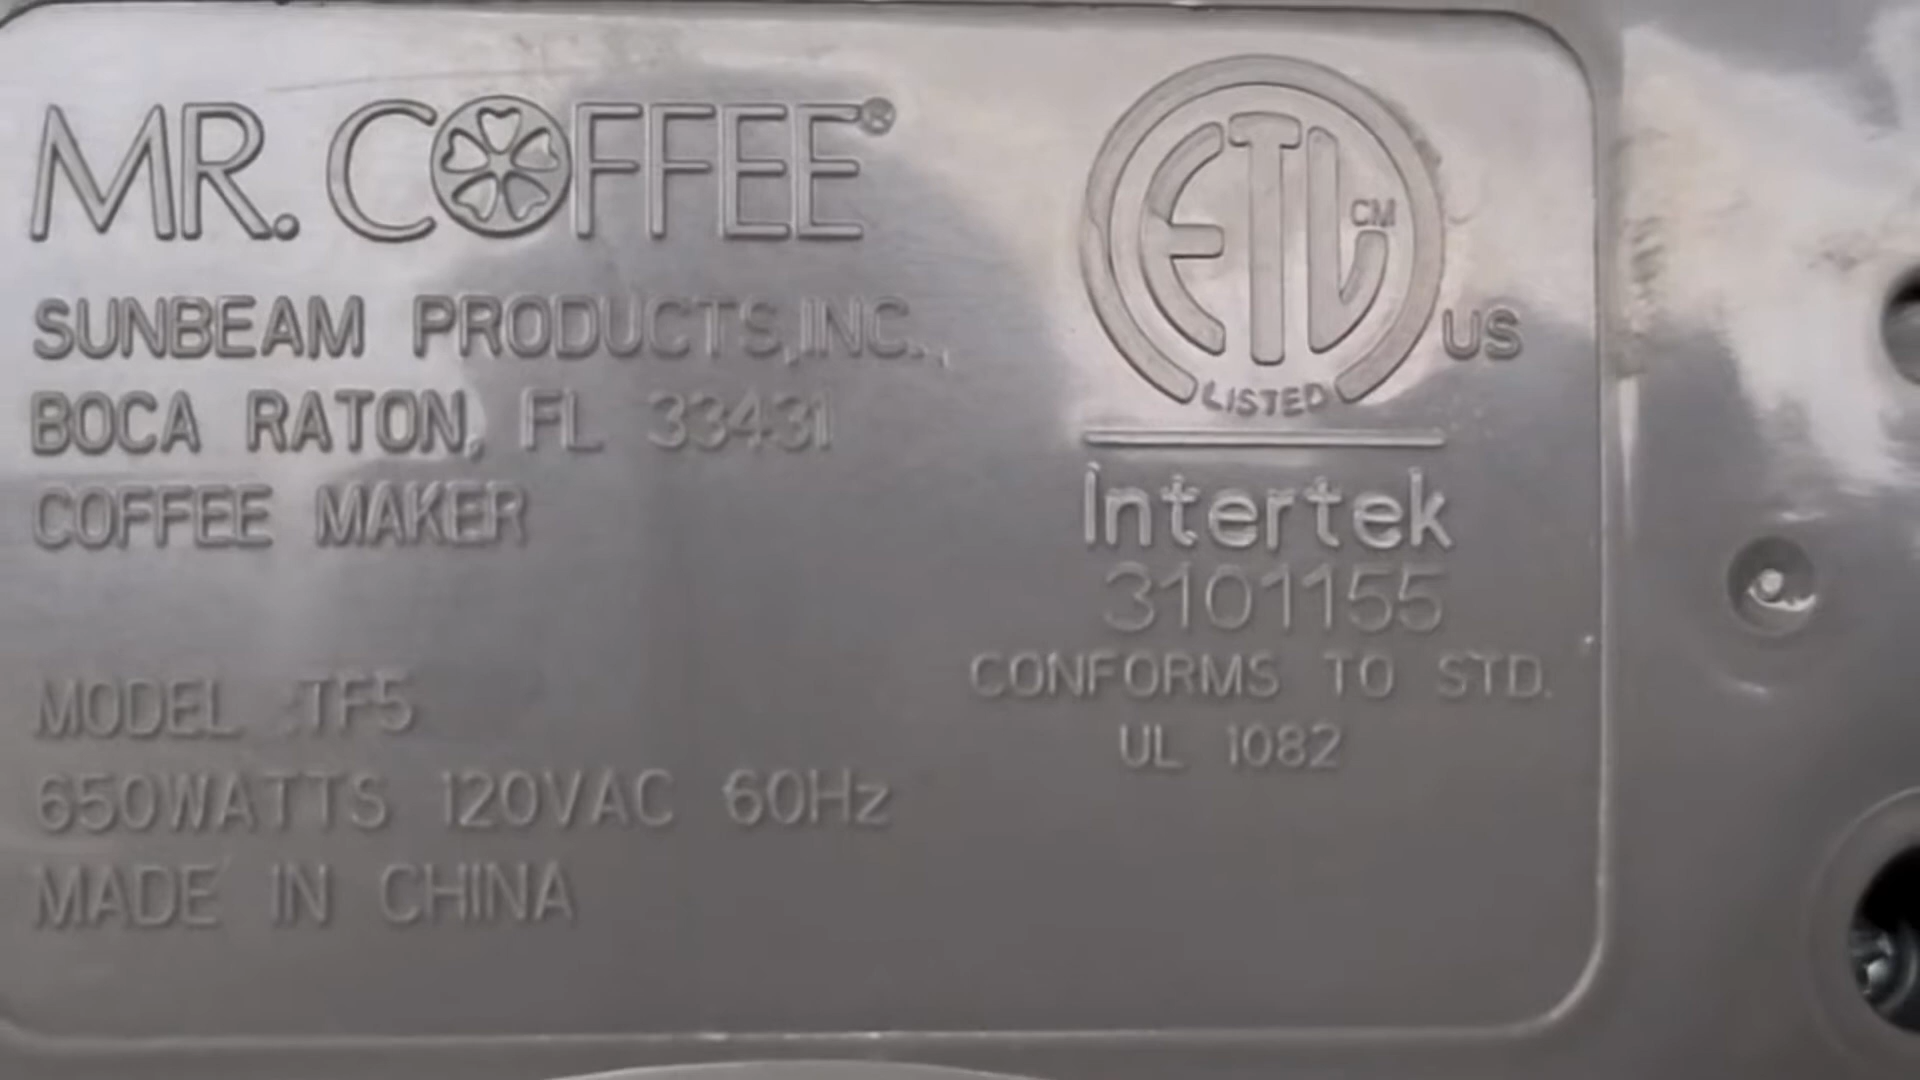 MR. COFFEE®
SUNBEAM PRODUCTS,INC.,
BOCA RATON, FL 33431
COFFEE MAKER
MODEL :TF5
650WATTS 120VAC 60Hz
MADE IN CHINA
ETL CM
US
LISTED
Intertek
3101155
CONFORMS TO STD.
UL 1082